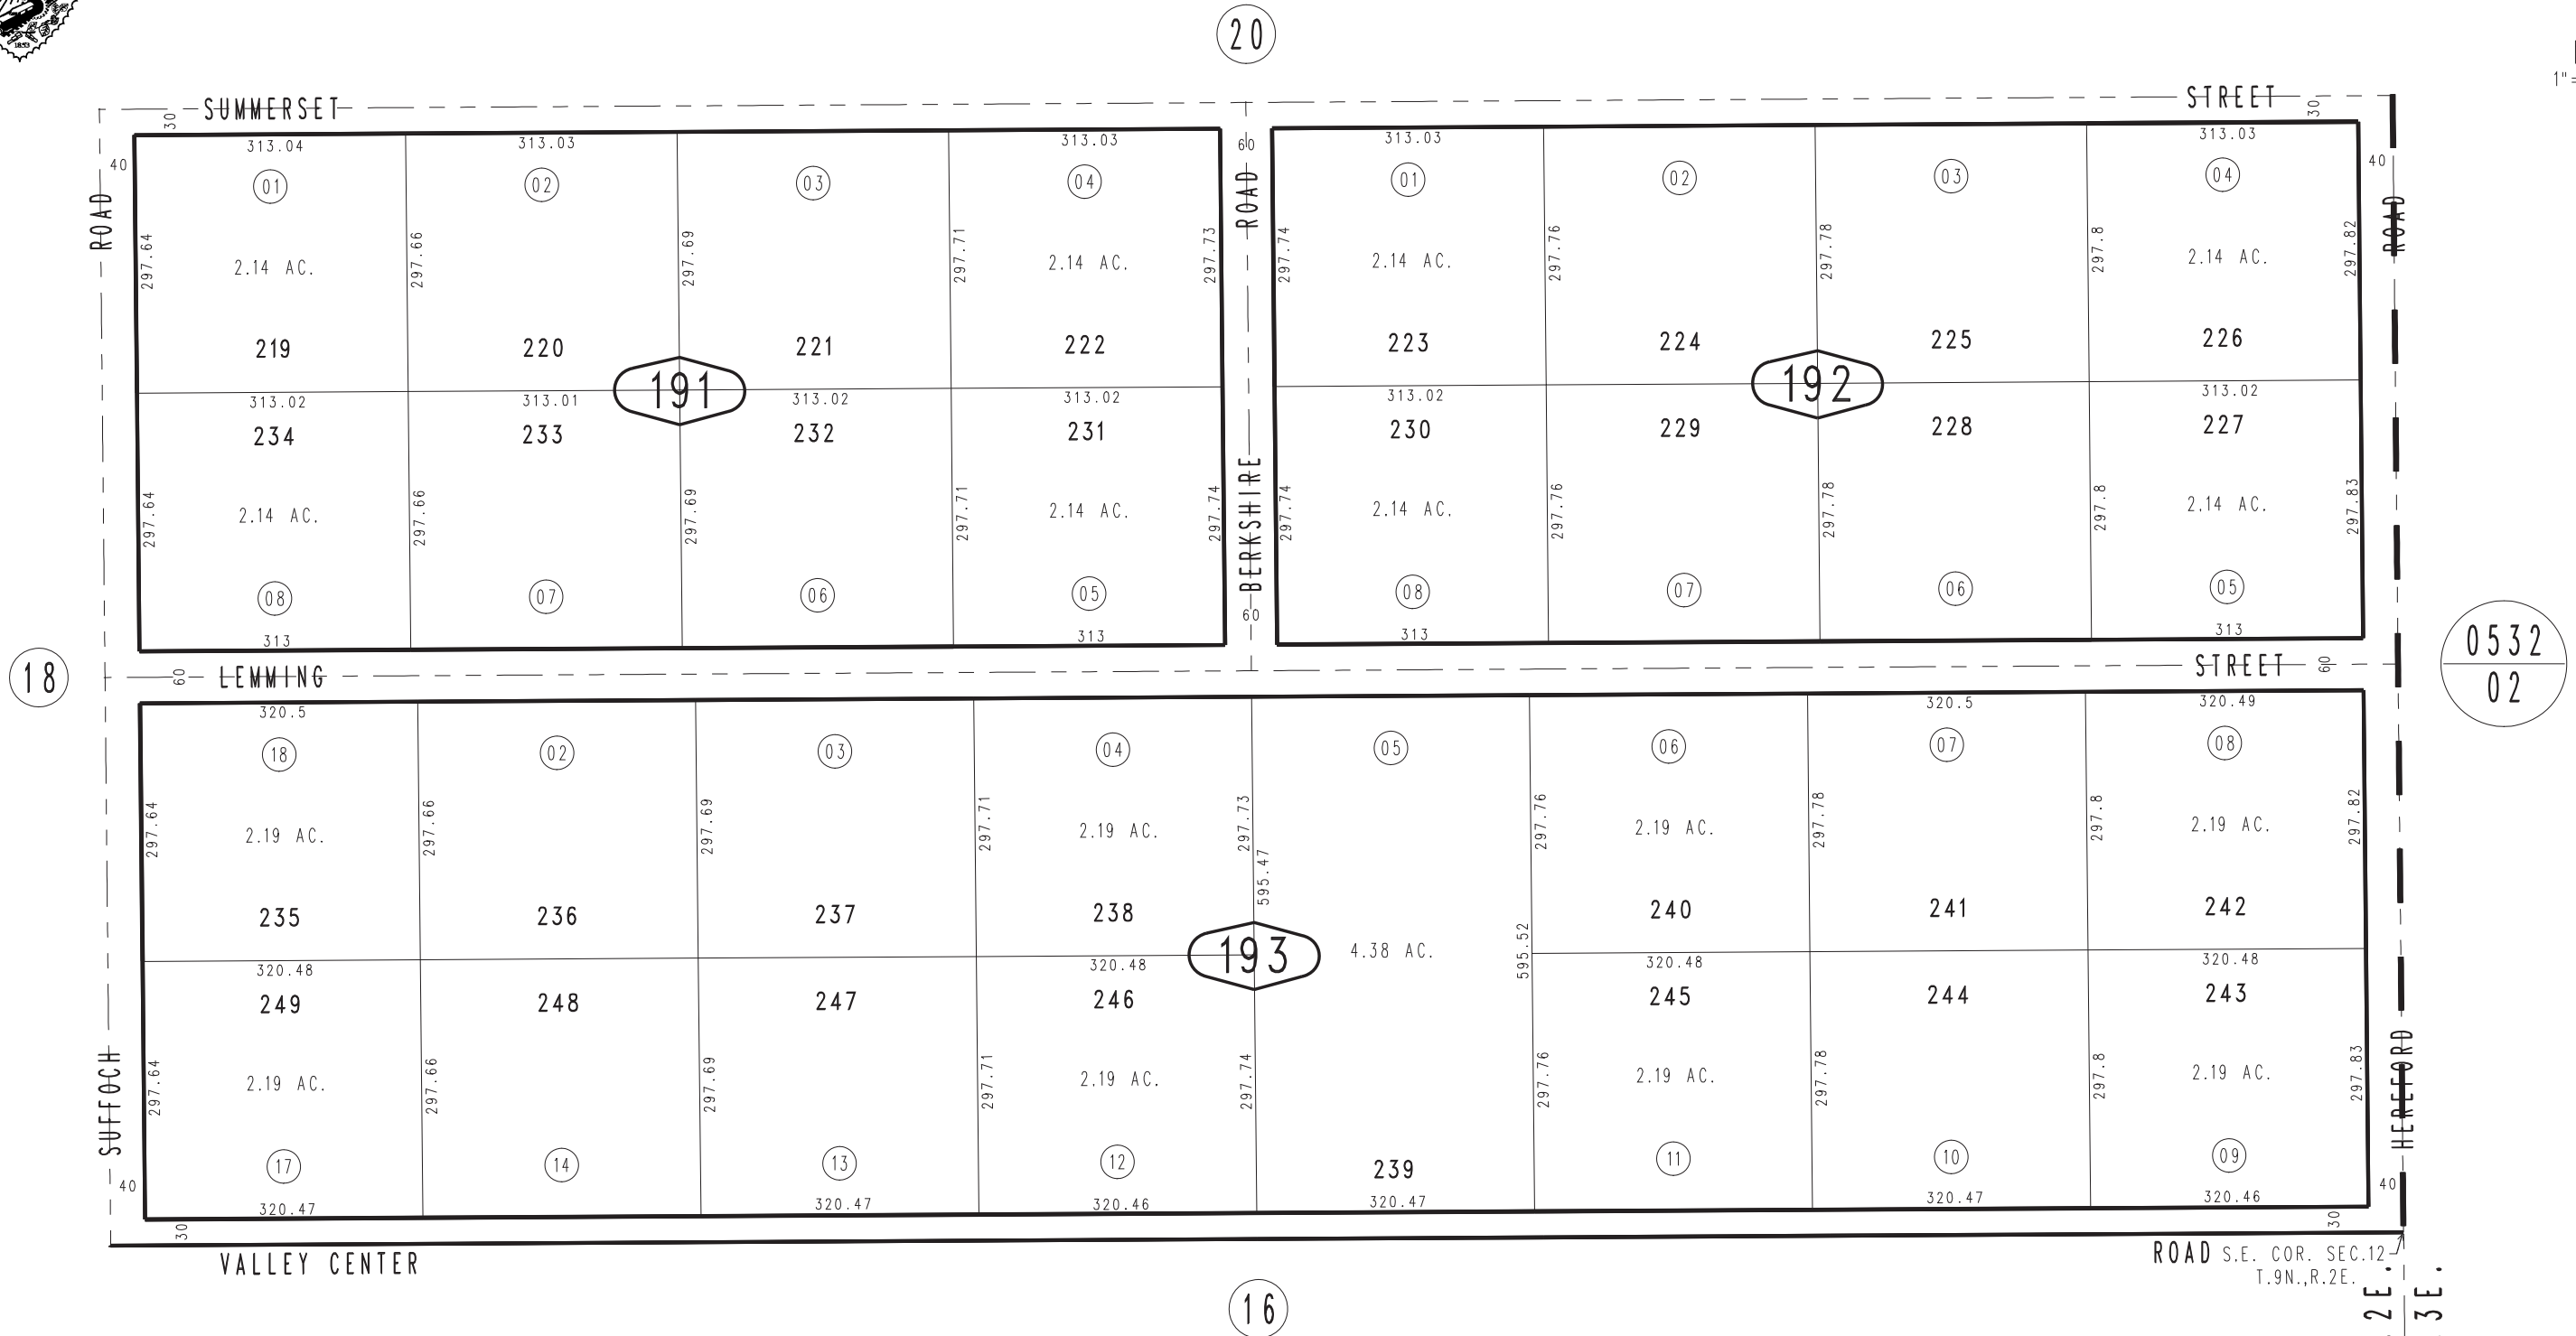 1853
20
1"=
SUMMERSET STREET
30 30
313.04 313.03 313.03 313.03 313.03
40 60 40
01 02 03 04 01 02 03 04
ROAD ROAD ROAD
297.64 297.66 297.69 297.71 297.73 297.74 297.76 297.78 297.8 297.82
2.14 AC. 2.14 AC. 2.14 AC. 2.14 AC.
219 220 221 222 223 224 225 226
191 192
313.02 313.01 313.02 313.02 313.02 313.02
234 233 232 231 230 229 228 227
BERKSHIRE
297.64 297.66 297.69 297.71 297.74 297.74 297.76 297.78 297.8 297.83
2.14 AC. 2.14 AC. 2.14 AC. 2.14 AC.
08 07 06 05 08 07 06 05
60
313 313 313 313
18
60 LEMMING STREET 60
0532
02
320.5 320.5 320.49
18 02 03 04 05 06 07 08
297.64 297.66 297.69 297.71 297.73 297.76 297.78 297.8 297.82
2.19 AC. 2.19 AC. 2.19 AC. 2.19 AC.
595.47
235 236 237 238 240 241 242
193
4.38 AC.
595.52
320.48 320.48 320.48 320.48
249 248 247 246 245 244 243
SUFFOCH HEREFORD
297.64 297.66 297.69 297.71 297.74 297.76 297.78 297.8 297.83
2.19 AC. 2.19 AC. 2.19 AC. 2.19 AC.
17 14 13 12 239 11 10 09
40 40
320.47 320.47 320.46 320.47 320.47 320.46
30 30
VALLEY CENTER ROAD
S.E. COR. SEC.12
T.9N.,R.2E.
2E.
3E.
16